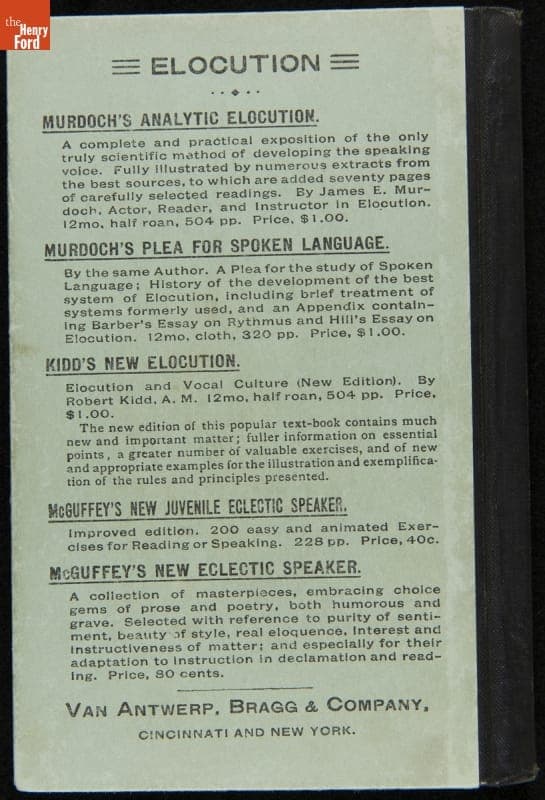 the
Henry
Ford
ELOCUTION
MURDOCH'S ANALYTIC ELOCUTION.
A complete and practical exposition of the only
truly scientific method of developing the speaking
voice. Fully illustrated by numerous extracts from
the best sources, to which are added seventy pages
of carefully selected readings. By James E. Mur-
doch, Actor, Reader, and Instructor in Elocution.
12mo, half roan, 504 pp. Price, $1.00.
MURDOCH'S PLEA FOR SPOKEN LANGUAGE.
By the same Author. A Plea for the study of Spoken
Language; History of the development of the best
system of Elocution, including brief treatment of
systems formerly used, and an Appendix contain-
ing Barber's Essay on Rythmus and Hill's Essay on
Elocution. 12mo, cloth, 320 pp. Price, $1.00.
KIDD'S NEW ELOCUTION.
Elocution and Vocal Culture (New Edition). By
Robert Kidd, A. M. 12mo, half roan, 504 pp. Price,
$1.00.
The new edition of this popular text-book contains much
new and important matter; fuller information on essential
points, a greater number of valuable exercises, and of new
and appropriate examples for the illustration and exemplifica-
tion of the rules and principles presented.
McGUFFEY'S NEW JUVENILE ECLECTIC SPEAKER.
Improved edition. 200 easy and animated Exer-
cises for Reading or Speaking. 228 pp. Price, 40c.
McGUFFEY'S NEW ECLECTIC SPEAKER.
A collection of masterpieces, embracing choice
gems of prose and poetry, both humorous and
grave. Selected with reference to purity of senti-
ment, beauty of style, real eloquence, interest and
instructiveness of matter; and especially for their
adaptation to instruction in declamation and read-
ing. Price, 80 cents.
VAN ANTWERP, BRAGG & COMPANY,
CINCINNATI AND NEW YORK.